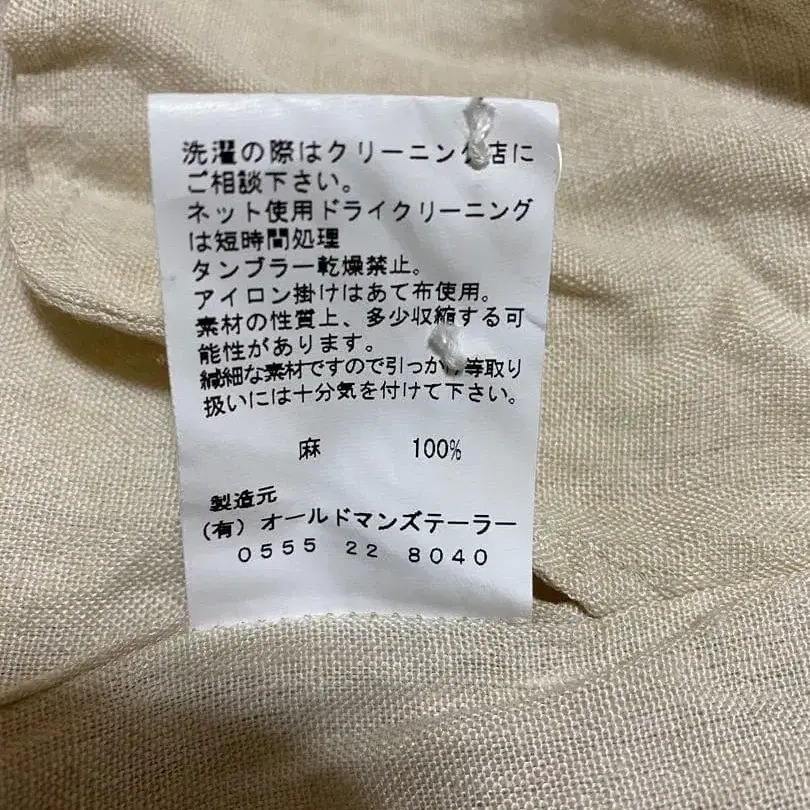 洗濯の際はクリーニング店に
ご相談下さい。
ネット使用ドライクリーニング
は短時間処理
タンブラー乾燥禁止。
アイロン掛けはあて布使用。
素材の性質上、多少収縮する可
能性があります。
繊細な素材ですので引っかけ等取り
扱いには十分気を付けて下さい。
麻 100%
製造元
(有) オールドマンズテーラー
0555 22 8040